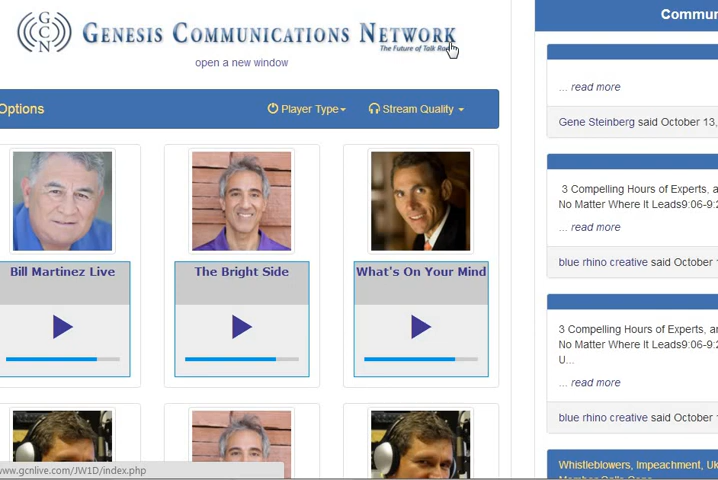 GCN
GENESIS COMMUNICATIONS NETWORK
The Future of Talk
open a new window
Options
Player Type
Stream Quality
Bill Martinez Live
The Bright Side
What's On Your Mind
www.gcnlive.com/JW1D/index.php
Commun
... read more
Gene Steinberg said October 13,
3 Compelling Hours of Experts, a
No Matter Where It Leads9:06-9:2
... read more
blue rhino creative said October
3 Compelling Hours of Experts, a
No Matter Where It Leads9:06-9:2
U...
... read more
blue rhino creative said October
Whistleblowers, Impeachment, Uk